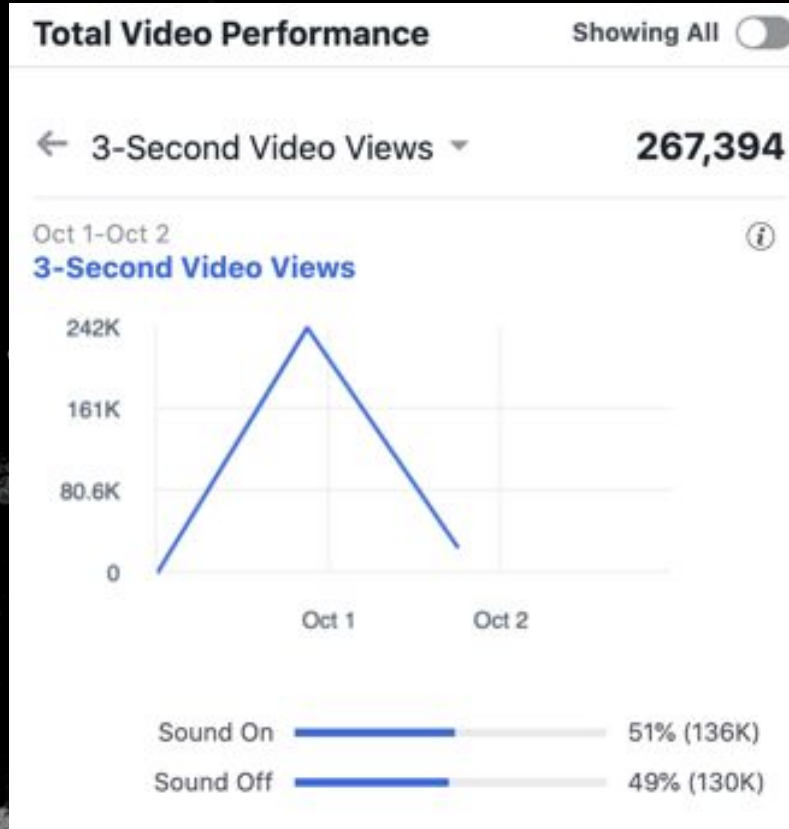 Total Video Performance Showing All
3-Second Video Views 267,394
Oct 1-Oct 2
3-Second Video Views
242K
161K
80.6K
0
Oct 1 Oct 2
Sound On 51% (136K)
Sound Off 49% (130K)